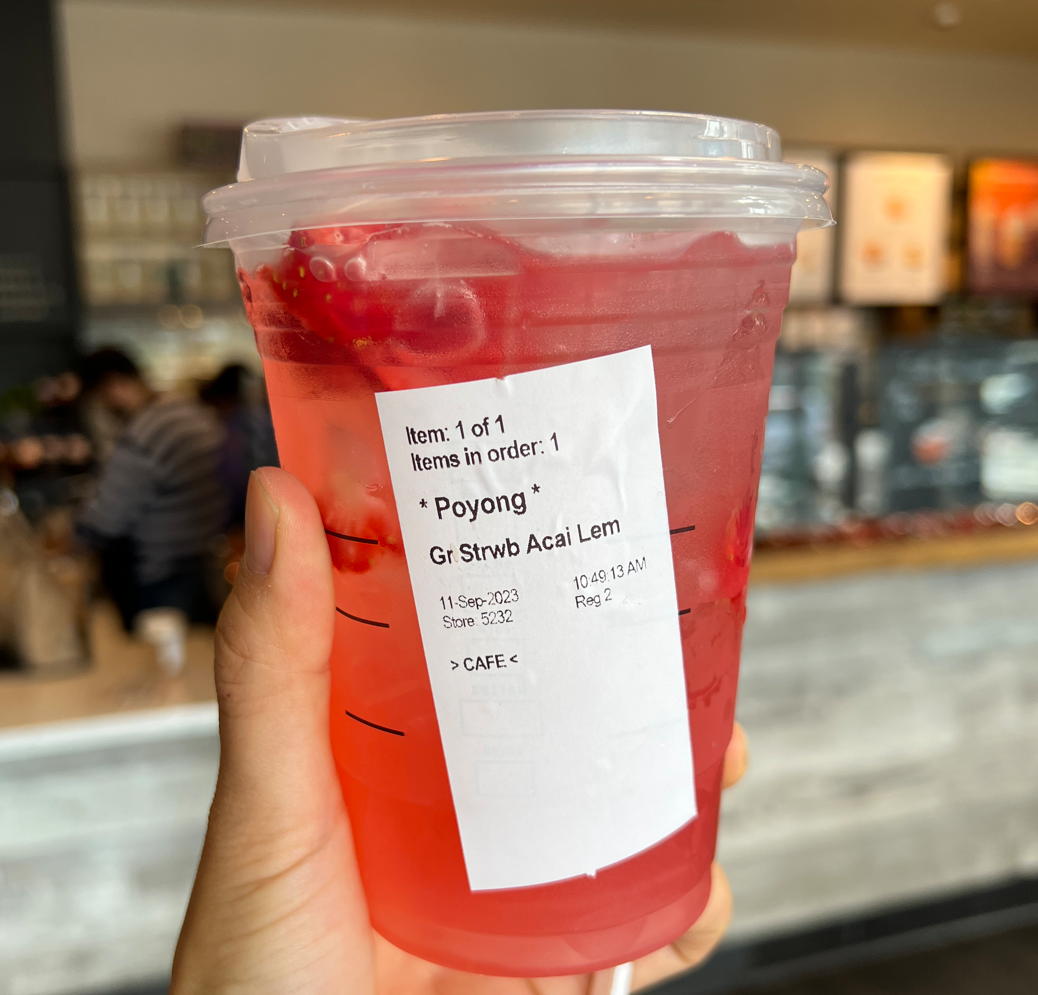 Item: 1 of 1
Items in order: 1
* Poyong *
Gr Strwb Acai Lem
11-Sep-2023 10:49:13 AM
Store: 5232 Reg 2
> CAFE <